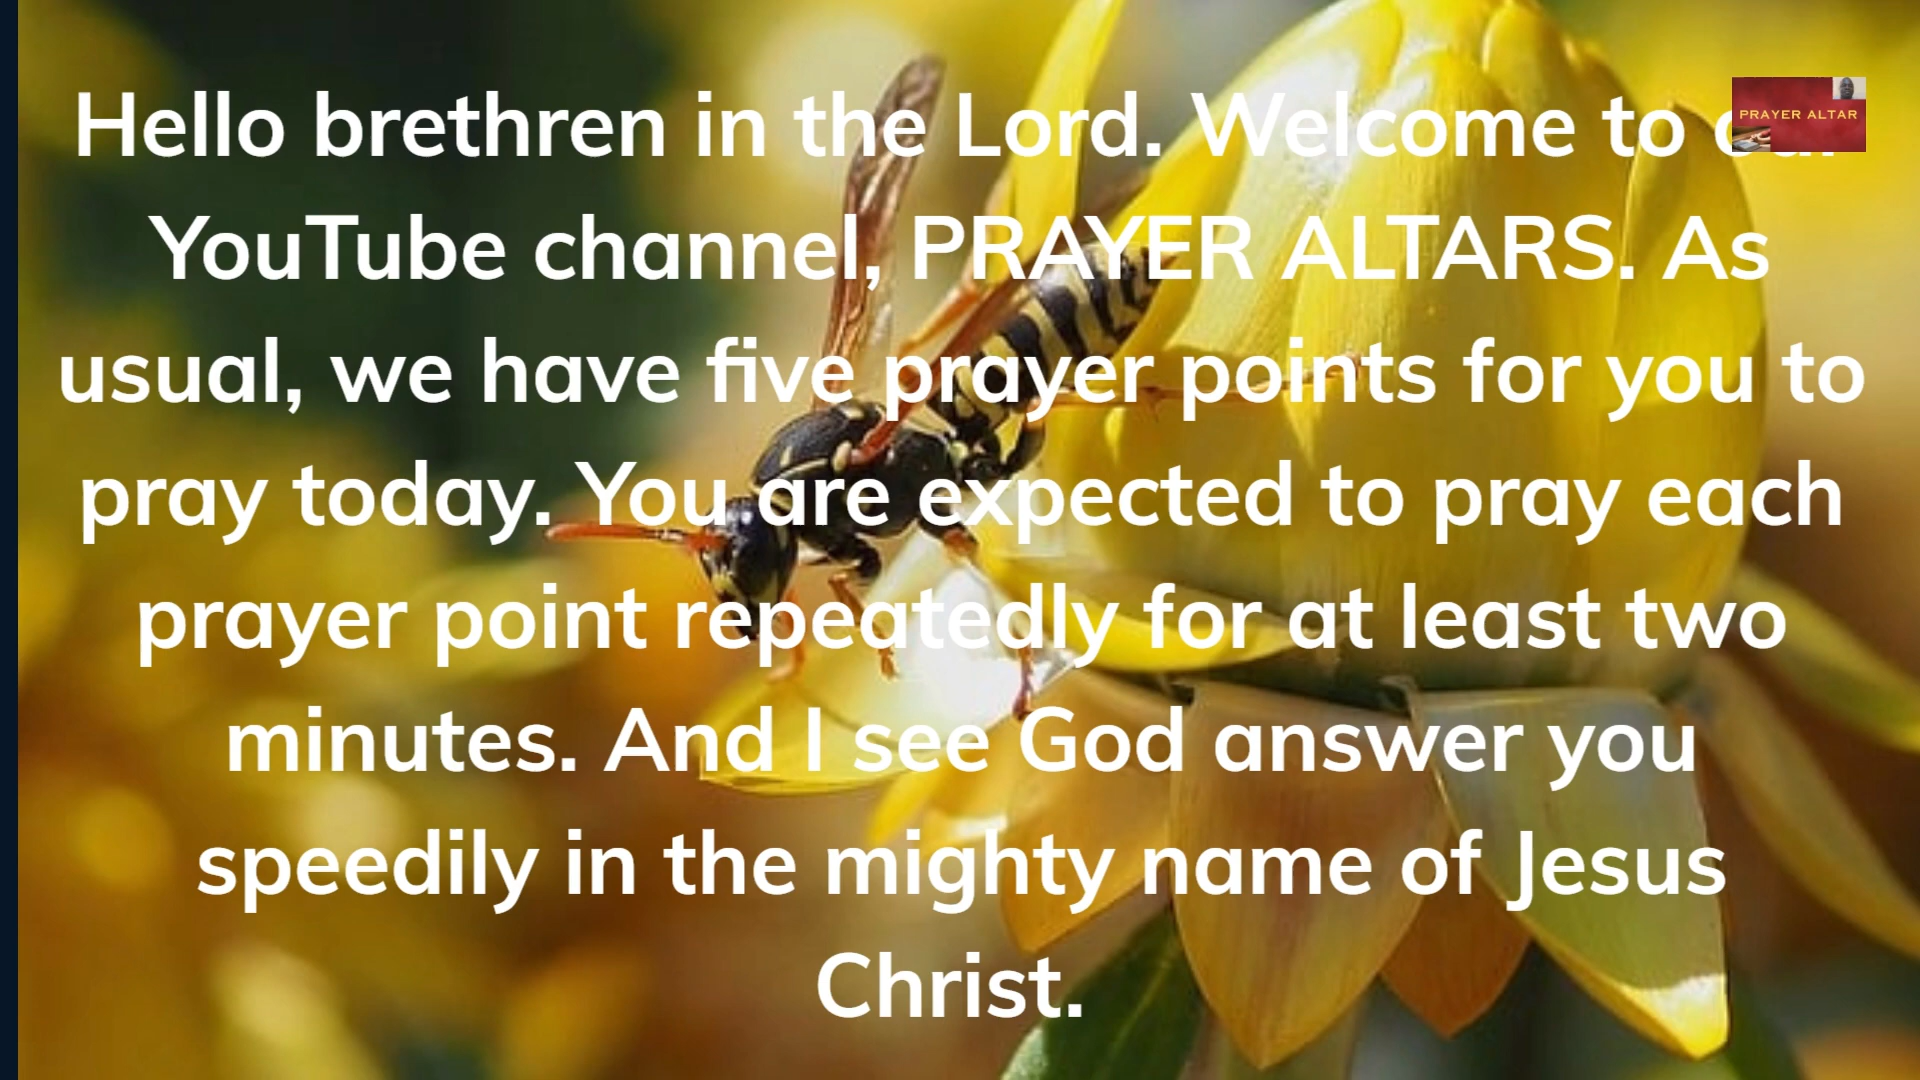 Hello brethren in the Lord. Welcome to our
YouTube channel, PRAYER ALTARS. As
usual, we have five prayer points for you to
pray today. You are expected to pray each
prayer point repeatedly for at least two
minutes. And I see God answer you
speedily in the mighty name of Jesus
Christ.
PRAYER ALTAR